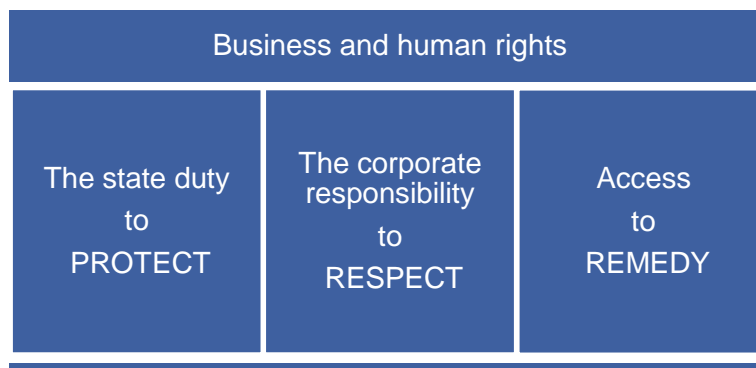 Business and human rights
The state duty
to
PROTECT
The corporate
responsibility
to
RESPECT
Access
to
REMEDY